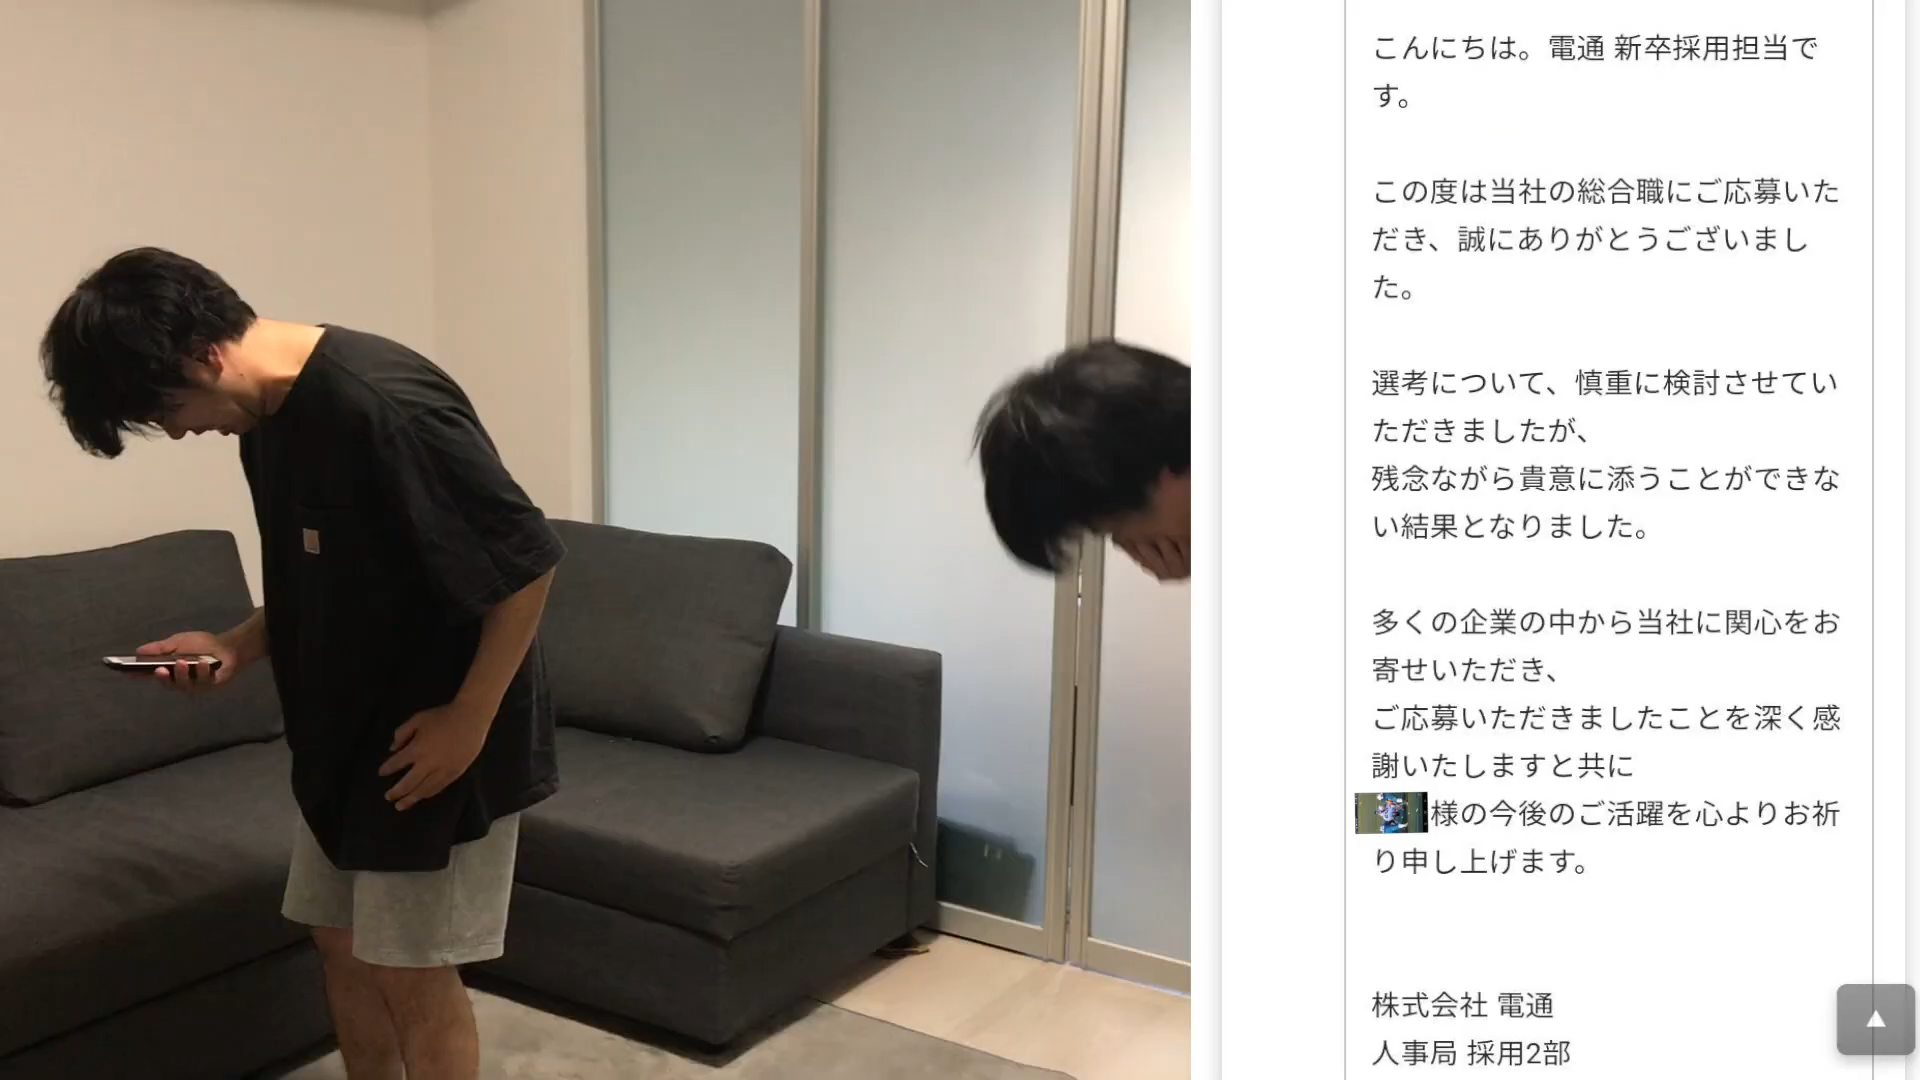 こんにちは。電通 新卒採用担当で
す。
この度は当社の総合職にご応募いた
だき、誠にありがとうございまし
た。
選考について、慎重に検討させてい
ただきましたが、
残念ながら貴意に添うことができな
い結果となりました。
多くの企業の中から当社に関心をお
寄せいただき、
ご応募いただきましたことを深く感
謝いたしますと共に
様の今後のご活躍を心よりお祈
り申し上げます。
株式会社 電通
人事局 採用2部